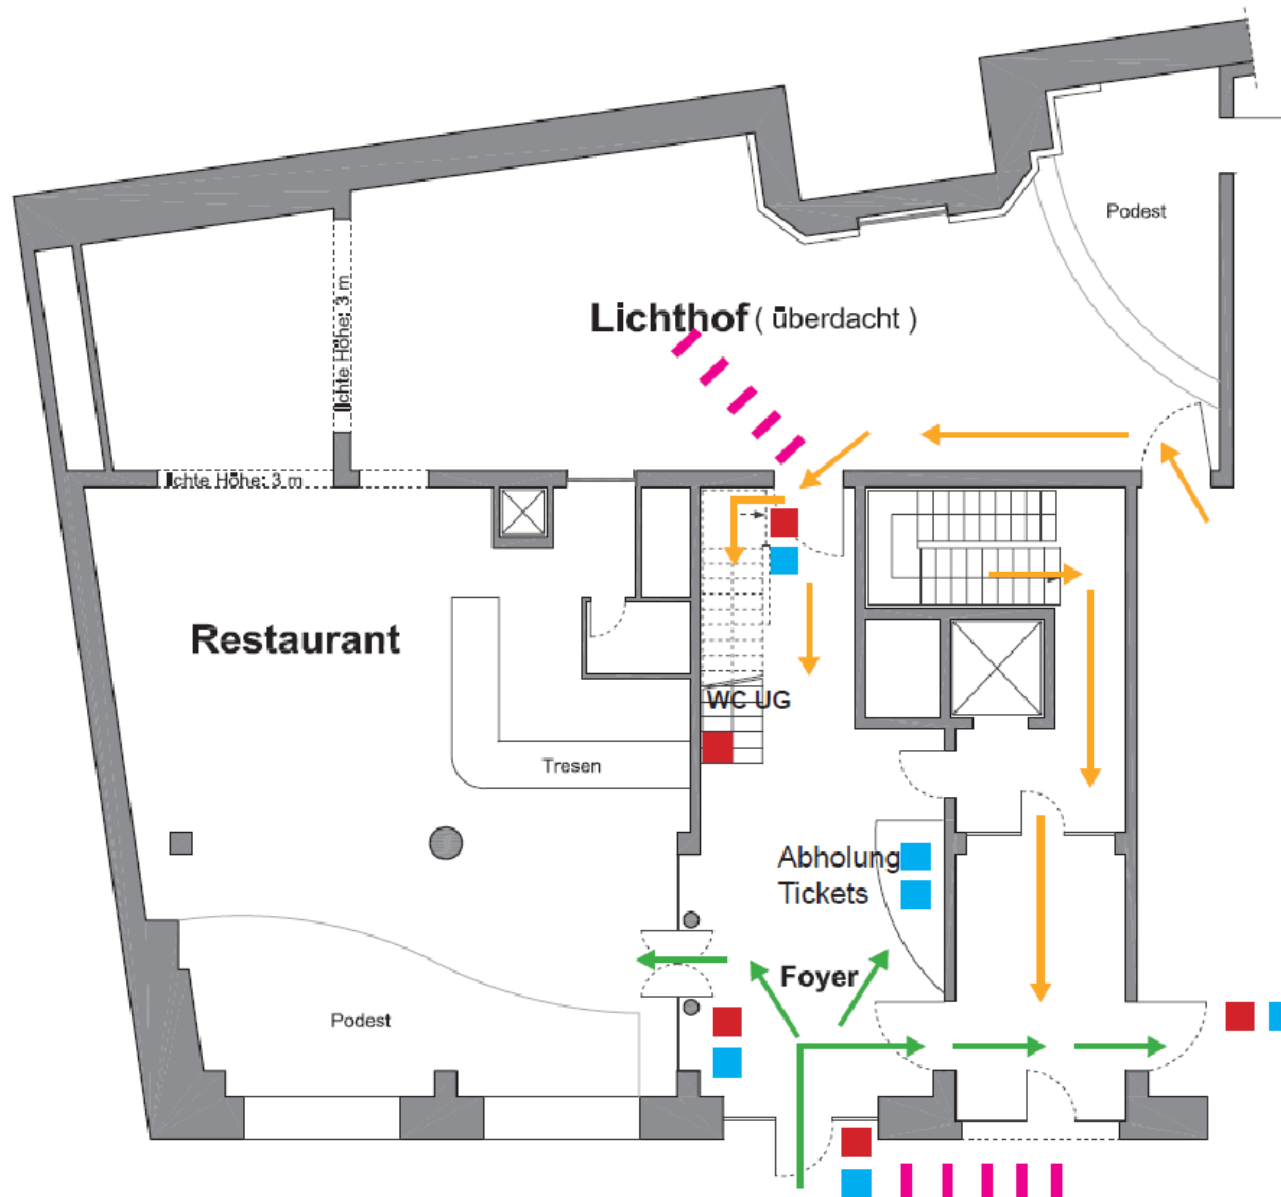 Podest
Lichthof ( überdacht )
lichte Höhe: 3 m
lichte Höhe: 3 m
Restaurant
WC UG
Tresen
Abholung
Tickets
Foyer
Podest